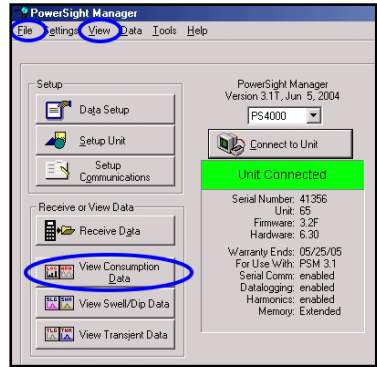 PowerSight Manager
File Settings View Data Tools Help
Setup
Data Setup
Setup Unit
Setup
Communications
Receive or View Data
Receive Data
View Consumption
Data
View Swell/Dip Data
View Transient Data
PowerSight Manager
Version 3.1T, Jun 5, 2004
PS4000
Connect to Unit
Unit Connected
Serial Number: 41356
Unit: 65
Firmware: 3.2F
Hardware: 6.30
Warranty Ends: 05/25/05
For Use With: PSM 3.1
Serial Comm: enabled
Datalogging: enabled
Harmonics: enabled
Memory: Extended